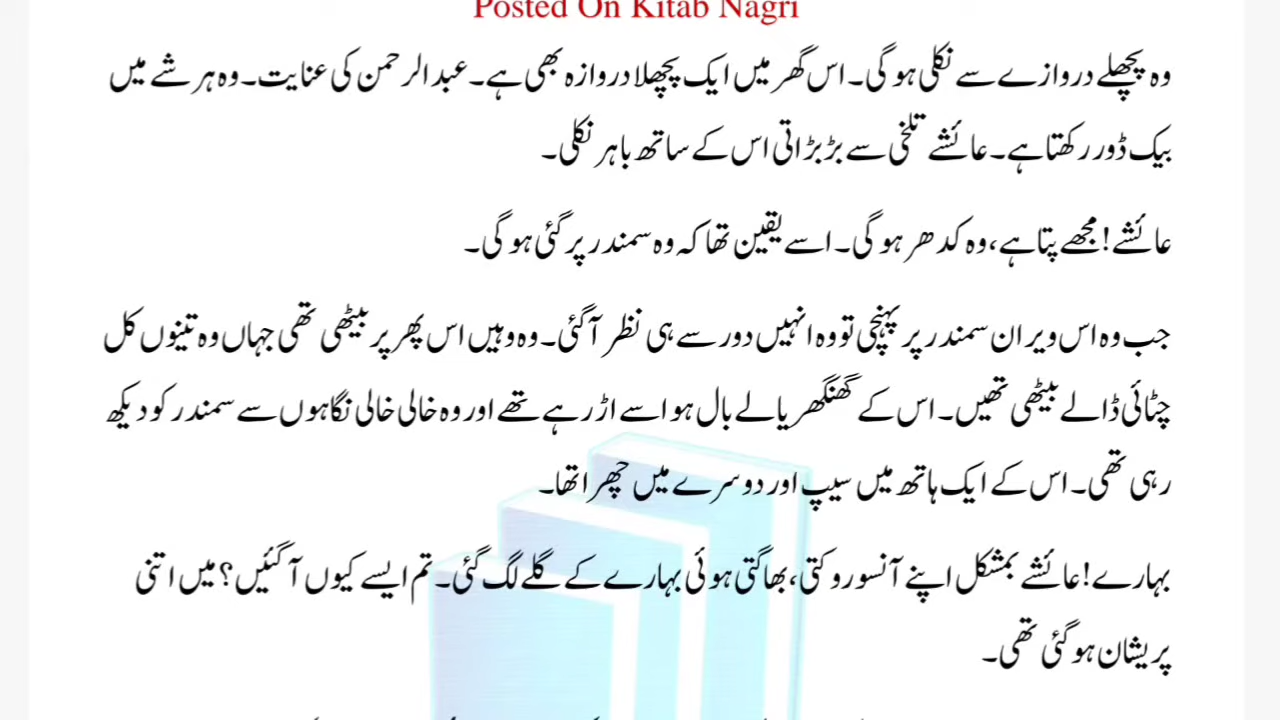 Posted On Kitab Nagri
وہ پچھلے دروازے سے نکلی ہو گی۔ اس گھر میں ایک پچھلا دروازہ بھی ہے۔ عبدالرحمن کی عنایت۔ وہ ہر شے میں
بیک ڈور رکھتا ہے۔ عائشے تلخی سے بڑبڑاتی اس کے ساتھ باہر نکلی۔
عائشے! مجھے پتا ہے، وہ کدھر ہو گی۔ اسے یقین تھا کہ وہ سمندر پر گئی ہو گی۔
جب وہ اس ویران سمندر پر پہنچی تو وہ انہیں دور سے ہی نظر آ گئی۔ وہ وہیں اس پھر پر بیٹھی تھی جہاں وہ تینوں کل
چٹائی ڈالے بیٹھی تھیں۔ اس کے گھنگھریالے بال ہوا سے اڑ رہے تھے اور وہ خالی خالی نگاہوں سے سمندر کو دیکھ
رہی تھی۔ اس کے ایک ہاتھ میں سیپ اور دوسرے میں چھرا تھا۔
بہارے! عائشے بمشکل اپنے آنسو روکتی، بھاگتی ہوئی بہارے کے گلے لگ گئی۔ تم ایسے کیوں آ گئیں؟ میں اتنی
پریشان ہو گئی تھی۔